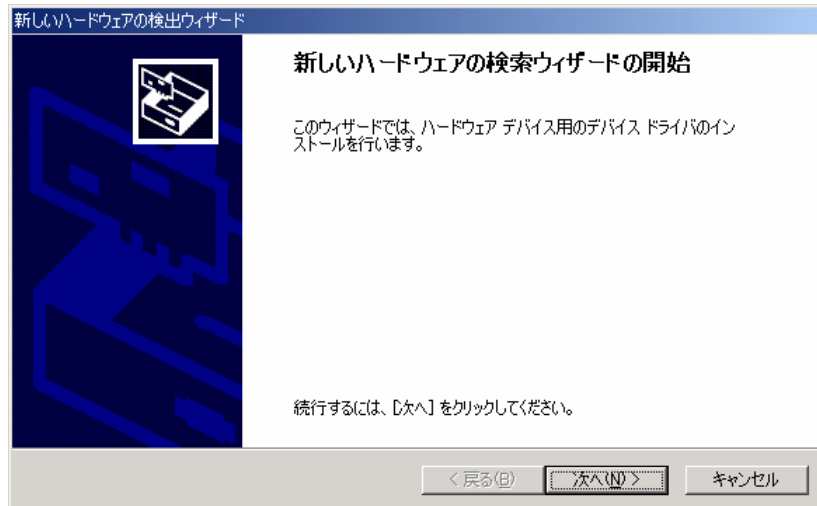 新しいハードウェアの検出ウィザード
新しいハードウェアの検索ウィザードの開始
このウィザードでは、ハードウェア デバイス用のデバイス ドライバのイン
ストールを行います。
続行するには、[次へ] をクリックしてください。
< 戻る(B)
次へ(N) >
キャンセル